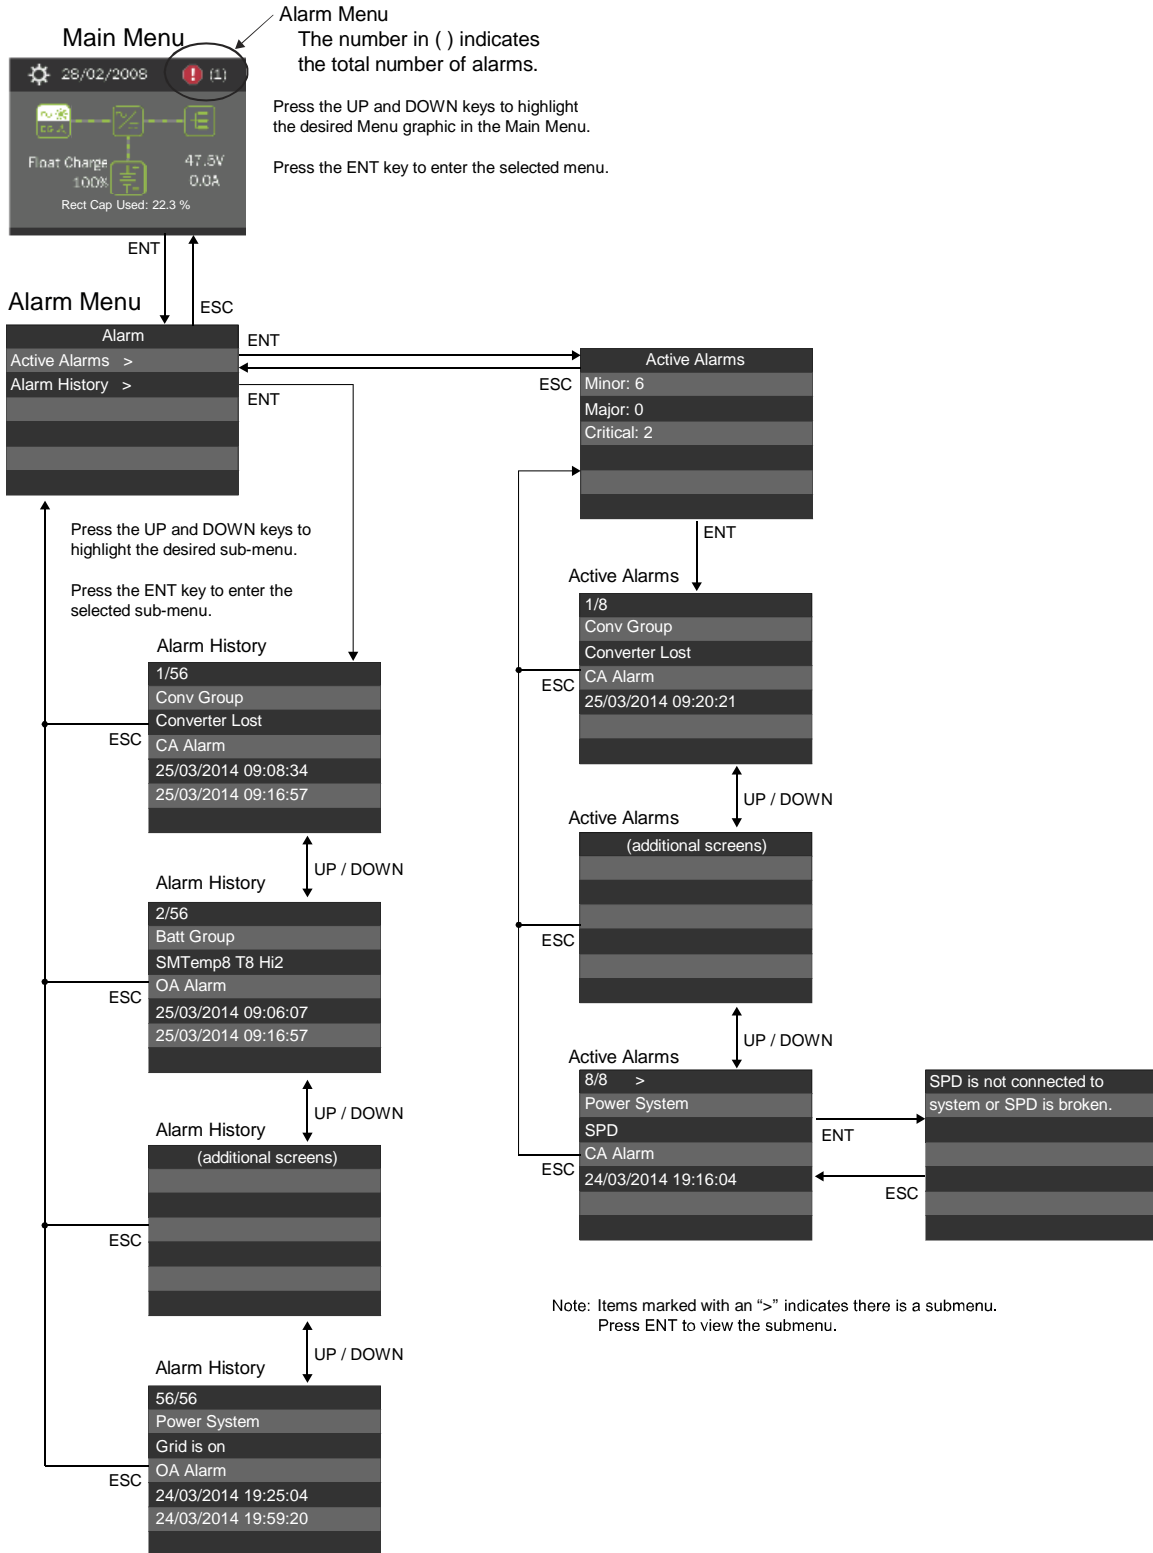 Alarm Menu
The number in ( ) indicates
the total number of alarms.
Main Menu
28/02/2008 (1)
Press the UP and DOWN keys to highlight
the desired Menu graphic in the Main Menu.
Press the ENT key to enter the selected menu.
Float Charge 47.5V
100% 0.0A
Rect Cap Used: 22.3 %
ENT
ESC
Alarm Menu
Alarm
Active Alarms >
Alarm History >
ENT
ESC
ENT
Active Alarms
Minor: 6
Major: 0
Critical: 2
ENT
Press the UP and DOWN keys to
highlight the desired sub-menu.
Press the ENT key to enter the
selected sub-menu.
Alarm History
1/56
Conv Group
Converter Lost
CA Alarm
25/03/2014 09:08:34
25/03/2014 09:16:57
ESC
UP / DOWN
Alarm History
2/56
Batt Group
SMTemp8 T8 Hi2
OA Alarm
25/03/2014 09:06:07
25/03/2014 09:16:57
ESC
UP / DOWN
Alarm History
(additional screens)
ESC
UP / DOWN
Alarm History
56/56
Power System
Grid is on
OA Alarm
24/03/2014 19:25:04
24/03/2014 19:59:20
ESC
Active Alarms
1/8
Conv Group
Converter Lost
CA Alarm
25/03/2014 09:20:21
ESC
UP / DOWN
Active Alarms
(additional screens)
ESC
UP / DOWN
Active Alarms
8/8 >
Power System
SPD
CA Alarm
24/03/2014 19:16:04
ESC
ENT
ESC
SPD is not connected to
system or SPD is broken.
Note: Items marked with an “>” indicates there is a submenu.
Press ENT to view the submenu.